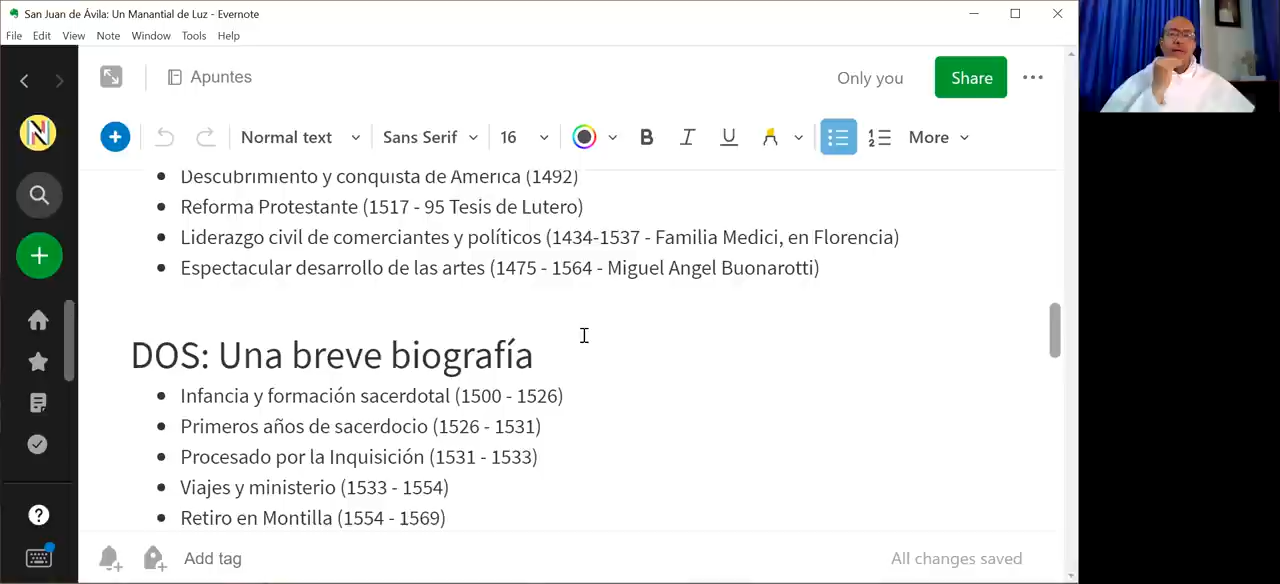 San Juan de Ávila: Un Manantial de Luz - Evernote
File Edit View Note Window Tools Help
Apuntes
Only you
Share
Normal text
Sans Serif
16
B I U
More
Descubrimiento y conquista de America (1492)
Reforma Protestante (1517 - 95 Tesis de Lutero)
Liderazgo civil de comerciantes y políticos (1434-1537 - Familia Medici, en Florencia)
Espectacular desarrollo de las artes (1475 - 1564 - Miguel Angel Buonarotti)
DOS: Una breve biografía
Infancia y formación sacerdotal (1500 - 1526)
Primeros años de sacerdocio (1526 - 1531)
Procesado por la Inquisición (1531 - 1533)
Viajes y ministerio (1533 - 1554)
Retiro en Montilla (1554 - 1569)
Add tag
All changes saved